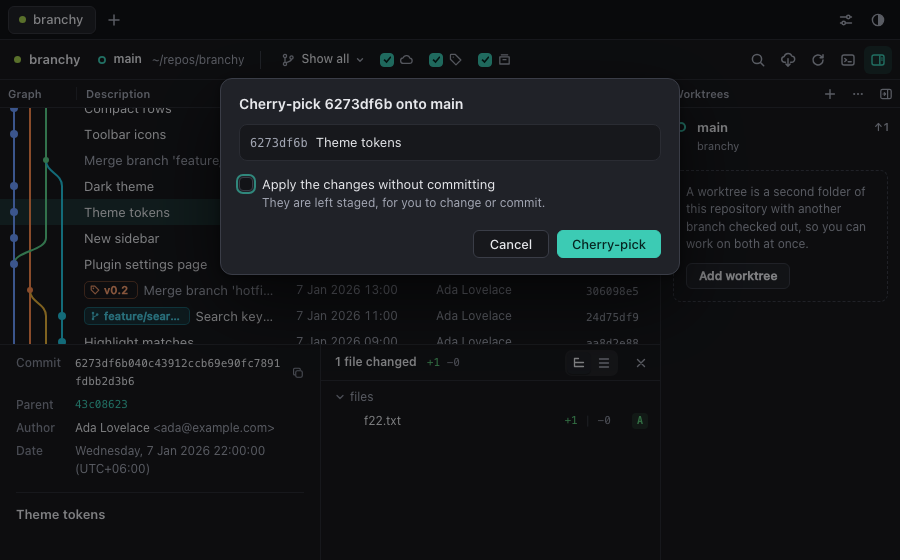 branchy
branchy main ~/repos/branchy Show all
Graph Description Worktrees
Compact rows
Toolbar icons
Merge branch 'feature
Dark theme
Theme tokens
New sidebar
Plugin settings page
v0.2 Merge branch 'hotfi... 7 Jan 2026 13:00 Ada Lovelace 306098e5
feature/sear... Search key... 7 Jan 2026 11:00 Ada Lovelace 24d75df9
Highlight matches 7 Jan 2026 09:00 Ada Lovelace aa8d2e88
Cherry-pick 6273df6b onto main
6273df6b Theme tokens
Apply the changes without committing
They are left staged, for you to change or commit.
Cancel Cherry-pick
main ↑1
branchy
A worktree is a second folder of
this repository with another
branch checked out, so you can
work on both at once.
Add worktree
Commit 6273df6b040c43912ccb69e90fc7891
fdbb2d3b6
Parent 43c08623
Author Ada Lovelace <ada@example.com>
Date Wednesday, 7 Jan 2026 22:00:00
(UTC+06:00)
Theme tokens
1 file changed +1 −0
files
f22.txt +1 −0 A